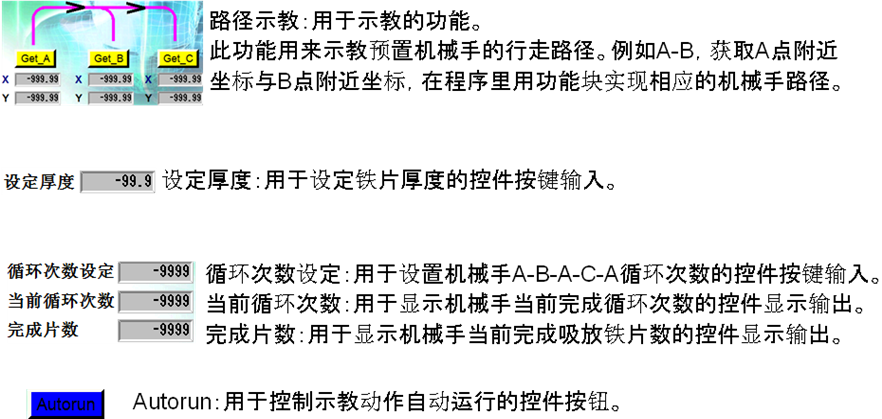 路径示教：用于示教的功能。
Get_A Get_B Get_C
此功能用来示教预置机械手的行走路径。例如A-B，获取A点附近
X -999.99 X -999.99 X -999.99
坐标与B点附近坐标，在程序里用功能块实现相应的机械手路径。
Y -999.99 Y -999.99 Y -999.99
设定厚度 -99.9 设定厚度：用于设定铁片厚度的控件按键输入。
循环次数设定 -9999 循环次数设定：用于设置机械手A-B-A-C-A循环次数的控件按键输入。
当前循环次数 -9999 当前循环次数：用于显示机械手当前完成循环次数的控件显示输出。
完成片数 -9999 完成片数：用于显示机械手当前完成吸放铁片数的控件显示输出。
Autorun Autorun：用于控制示教动作自动运行的控件按钮。